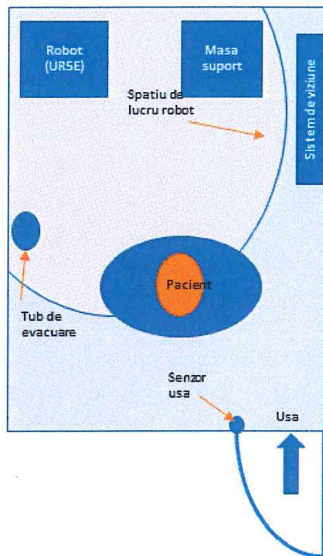 Robot
(UR5E)
Masa
suport
Spatiu de
lucru robot
Sistem de viziune
Pacient
Tub de
evacuare
Senzor
usa
Usa